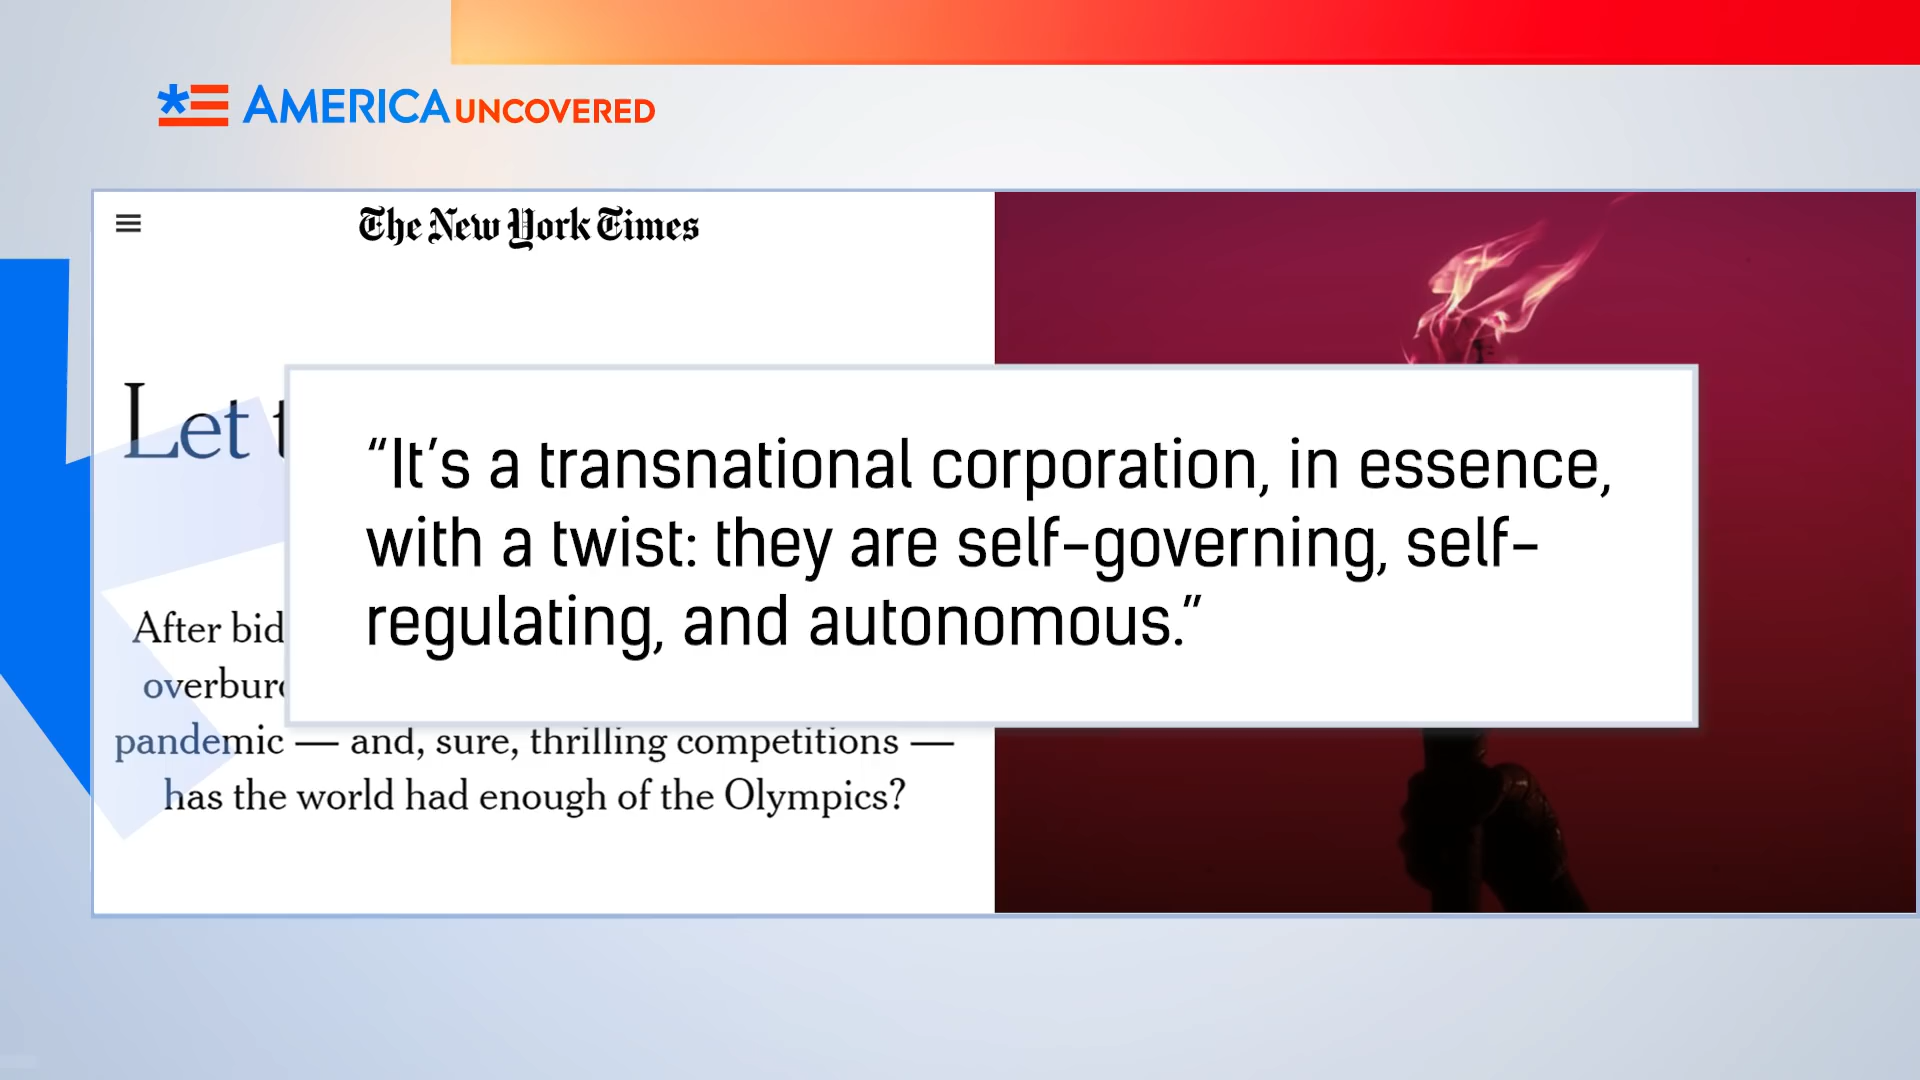 AMERICA UNCOVERED
The New York Times
Let
“It’s a transnational corporation, in essence,
with a twist: they are self-governing, self-
regulating, and autonomous.”
After bid
pandemic — and, sure, thrilling competitions —
has the world had enough of the Olympics?